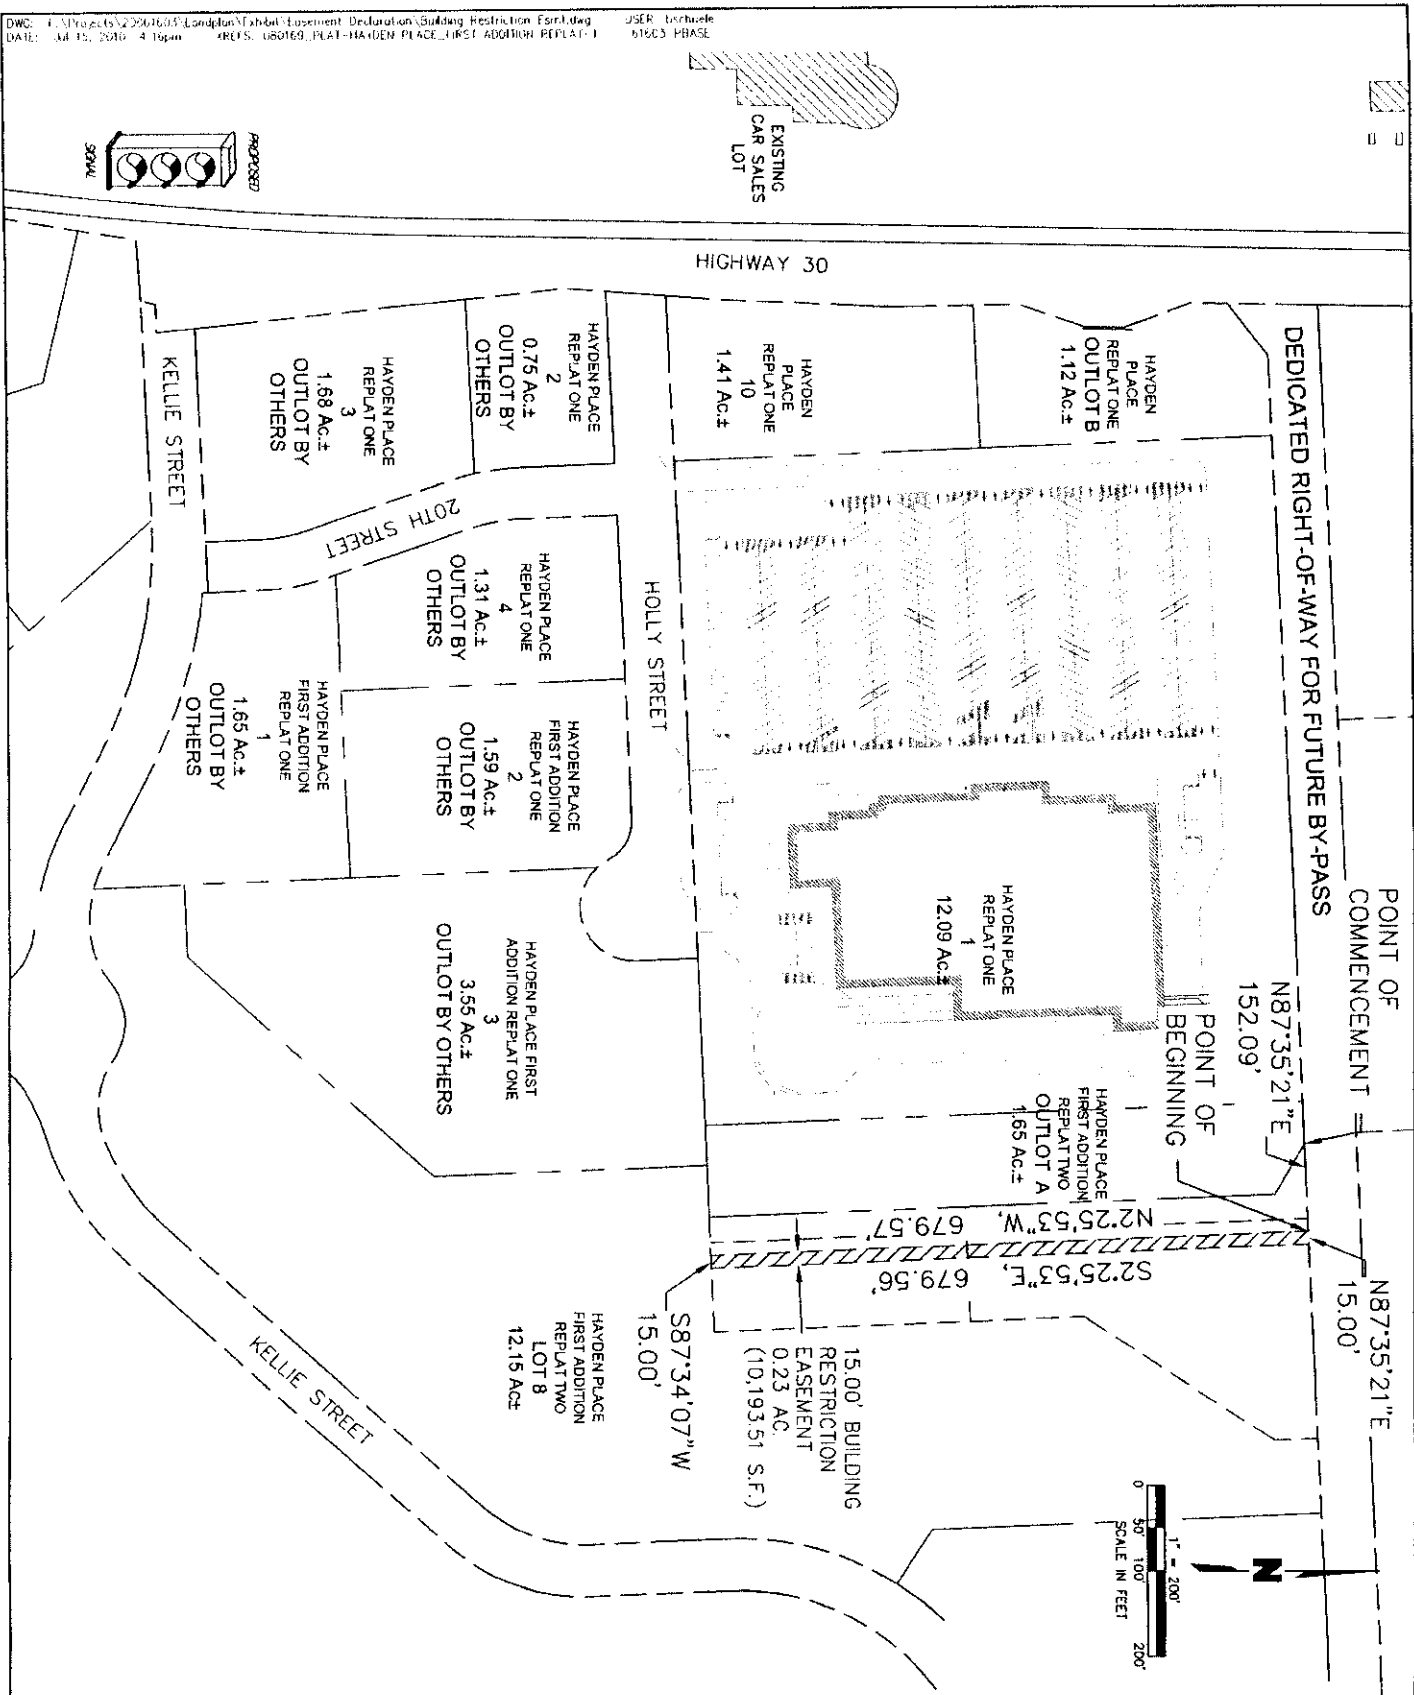 USER
DATE: Jul 15, 2010 4:16pm
EXISTING
CAR SALES
LOT
PROPOSED
SIGNAL
HIGHWAY 30
DEDICATED RIGHT-OF-WAY FOR FUTURE BY-PASS
POINT OF
COMMENCEMENT
N87°35'21"E
152.09'
POINT OF
BEGINNING
N87°35'21"E
15.00'
HAYDEN
PLACE
REPLAT ONE
OUTLOT B
1.12 Ac.±
HAYDEN
PLACE
REPLAT ONE
10
1.41 Ac.±
HAYDEN PLACE
REPLAT ONE
2
0.75 Ac.±
OUTLOT BY
OTHERS
HAYDEN PLACE
REPLAT ONE
3
1.68 Ac.±
OUTLOT BY
OTHERS
KELLIE STREET
20TH STREET
HOLLY STREET
HAYDEN PLACE
REPLAT ONE
4
1.31 Ac.±
OUTLOT BY
OTHERS
HAYDEN PLACE
FIRST ADDITION
REPLAT ONE
2
1.59 Ac.±
OUTLOT BY
OTHERS
HAYDEN PLACE
FIRST ADDITION
REPLAT ONE
1
1.65 Ac.±
OUTLOT BY
OTHERS
HAYDEN PLACE
REPLAT ONE
1
12.09 Ac.±
HAYDEN PLACE FIRST
ADDITION REPLAT ONE
3
3.55 Ac.±
OUTLOT BY OTHERS
HAYDEN PLACE
FIRST ADDITION
REPLAT TWO
OUTLOT A
1.65 Ac.±
N2°25'53"W, 679.57'
S2°25'53"E, 679.56'
S87°34'07"W
15.00'
15.00' BUILDING
RESTRICTION
EASEMENT
0.23 AC.
(10,193.51 S.F.)
HAYDEN PLACE
FIRST ADDITION
REPLAT TWO
LOT 8
12.15 Ac±
KELLIE STREET
N
1" = 200'
0 50' 100' 200'
SCALE IN FEET